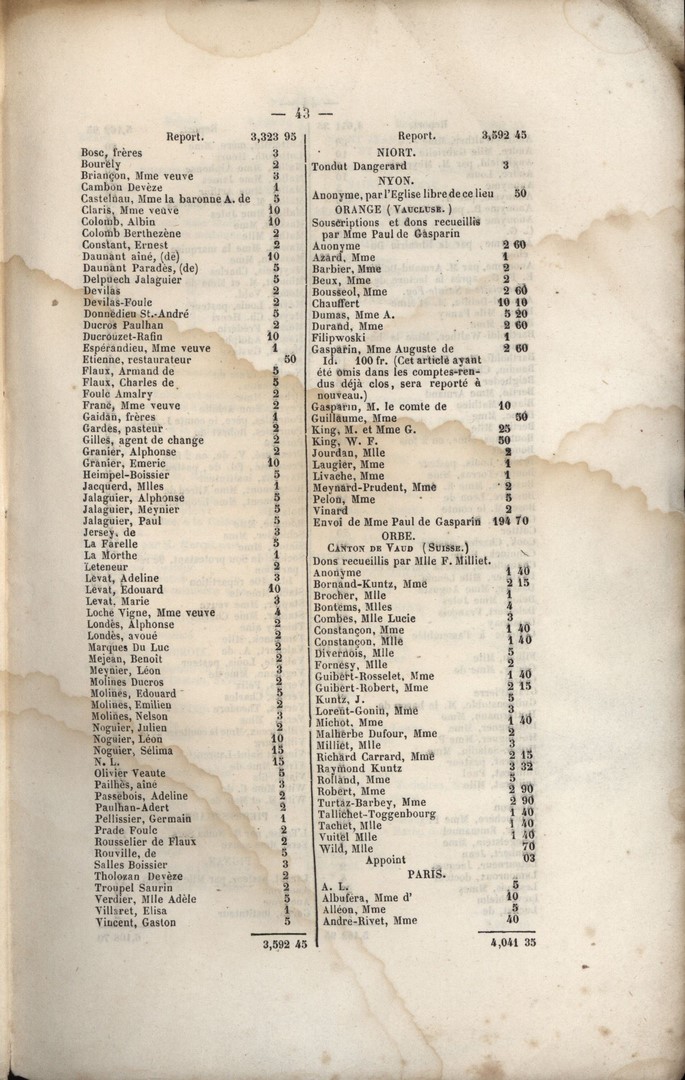 — 43 —
Report. 3,323 95
Bosc, frères 3
Bourély 2
Briançon, Mme veuve 3
Cambon Devèze 1
Castelnau, Mme la baronne A. de 5
Claris, Mme veuve 10
Colomb, Albin 10
Colomb Berthezène 2
Constant, Ernest 2
Daunant aîné, (de) 10
Daunant Paradès, (de) 5
Delpuech Jalaguier 5
Devilas 2
Devilas-Foulc 2
Donnedieu St.-André 5
Ducros Paulhan 2
Ducrouzet-Rafin 10
Espérandieu, Mme veuve 1
Etienne, restaurateur 50
Flaux, Armand de 5
Flaux, Charles de 5
Foulc Amalry 2
Franc, Mme veuve 2
Gaidan, frères 1
Gardes, pasteur 2
Gilles, agent de change 2
Granier, Alphonse 2
Granier, Emeric 10
Heimpel-Boissier 5
Jacquerd, Mlles 1
Jalaguier, Alphonse 5
Jalaguier, Meynier 5
Jalaguier, Paul 5
Jersey, de 3
La Farelle 5
La Morthe 1
Leteneur 2
Levat, Adeline 3
Levat, Edouard 10
Levat, Marie 3
Loche Vigne, Mme veuve 4
Londès, Alphonse 2
Londès, avoué 2
Marques Du Luc 2
Mejean, Benoit 2
Meynier, Léon 3
Molines Ducros 2
Molines, Edouard 5
Molines, Emilien 2
Molines, Nelson 3
Noguier, Julien 2
Noguier, Léon 10
Noguier, Sélima 15
N. L. 15
Olivier Veaute 5
Pailhès, aîné 3
Passebois, Adeline 2
Paulhan-Adert 2
Pellissier, Germain 1
Prade Foulc 2
Rousselier de Flaux 2
Rouville, de 5
Salles Boissier 3
Tholozan Devèze 2
Troupel Saurin 2
Verdier, Mlle Adèle 5
Villaret, Elisa 1
Vincent, Gaston 5
3,592 45
Report. 3,592 45
NIORT.
Tondut Dangerard 3
NYON.
Anonyme, par l'Eglise libre de ce lieu 50
ORANGE (VAUCLUSE.)
Souscriptions et dons recueillis
par Mme Paul de Gasparin
Anonyme 2 60
Azard, Mme 1
Barbier, Mme 2
Beux, Mme 2
Bousseol, Mme 2 60
Chauffert 10 10
Dumas, Mme A. 5 20
Durand, Mme 2 60
Filipwoski 1
Gasparin, Mme Auguste de 2 60
Id. 100 fr. (Cet article ayant
été omis dans les comptes-ren-
dus déjà clos, sera reporté à
nouveau.)
Gasparin, M. le comte de 10
Guillaume, Mme 50
King, M. et Mme G. 25
King, W. F. 50
Jourdan, Mlle 2
Laugier, Mme 1
Livache, Mme 1
Meynard-Prudent, Mme 2
Pelon, Mme 5
Vinard 2
Envoi de Mme Paul de Gasparin 194 70
ORBE.
CANTON DE VAUD (SUISSE.)
Dons recueillis par Mlle F. Milliet.
Anonyme 1 40
Bornand-Kuntz, Mme 2 15
Brocher, Mlle 1
Bontems, Mlles 4
Combes, Mlle Lucie 3
Constançon, Mme 1 40
Constançon, Mlle 1 40
Divernois, Mlle 5
Fornesy, Mlle 2
Guibert-Rosselet, Mme 1 40
Guibert-Robert, Mme 2 15
Kuntz, J. 5
Lorent-Gonin, Mme 3
Michot, Mme 1 40
Malherbe Dufour, Mme 2
Milliet, Mlle 3
Richard Carrard, Mme 2 15
Raymond Kuntz 3 32
Rolland, Mme 5
Robert, Mme 2 90
Turtaz-Barbey, Mme 2 90
Tallichet-Toggenbourg 1 40
Tachet, Mlle 1 40
Vuitel Mlle 1 40
Wild, Mlle 70
Appoint 03
PARIS.
A. L. 5
Albufera, Mme d' 10
Alléon, Mme 5
André-Rivet, Mme 40
4,041 35